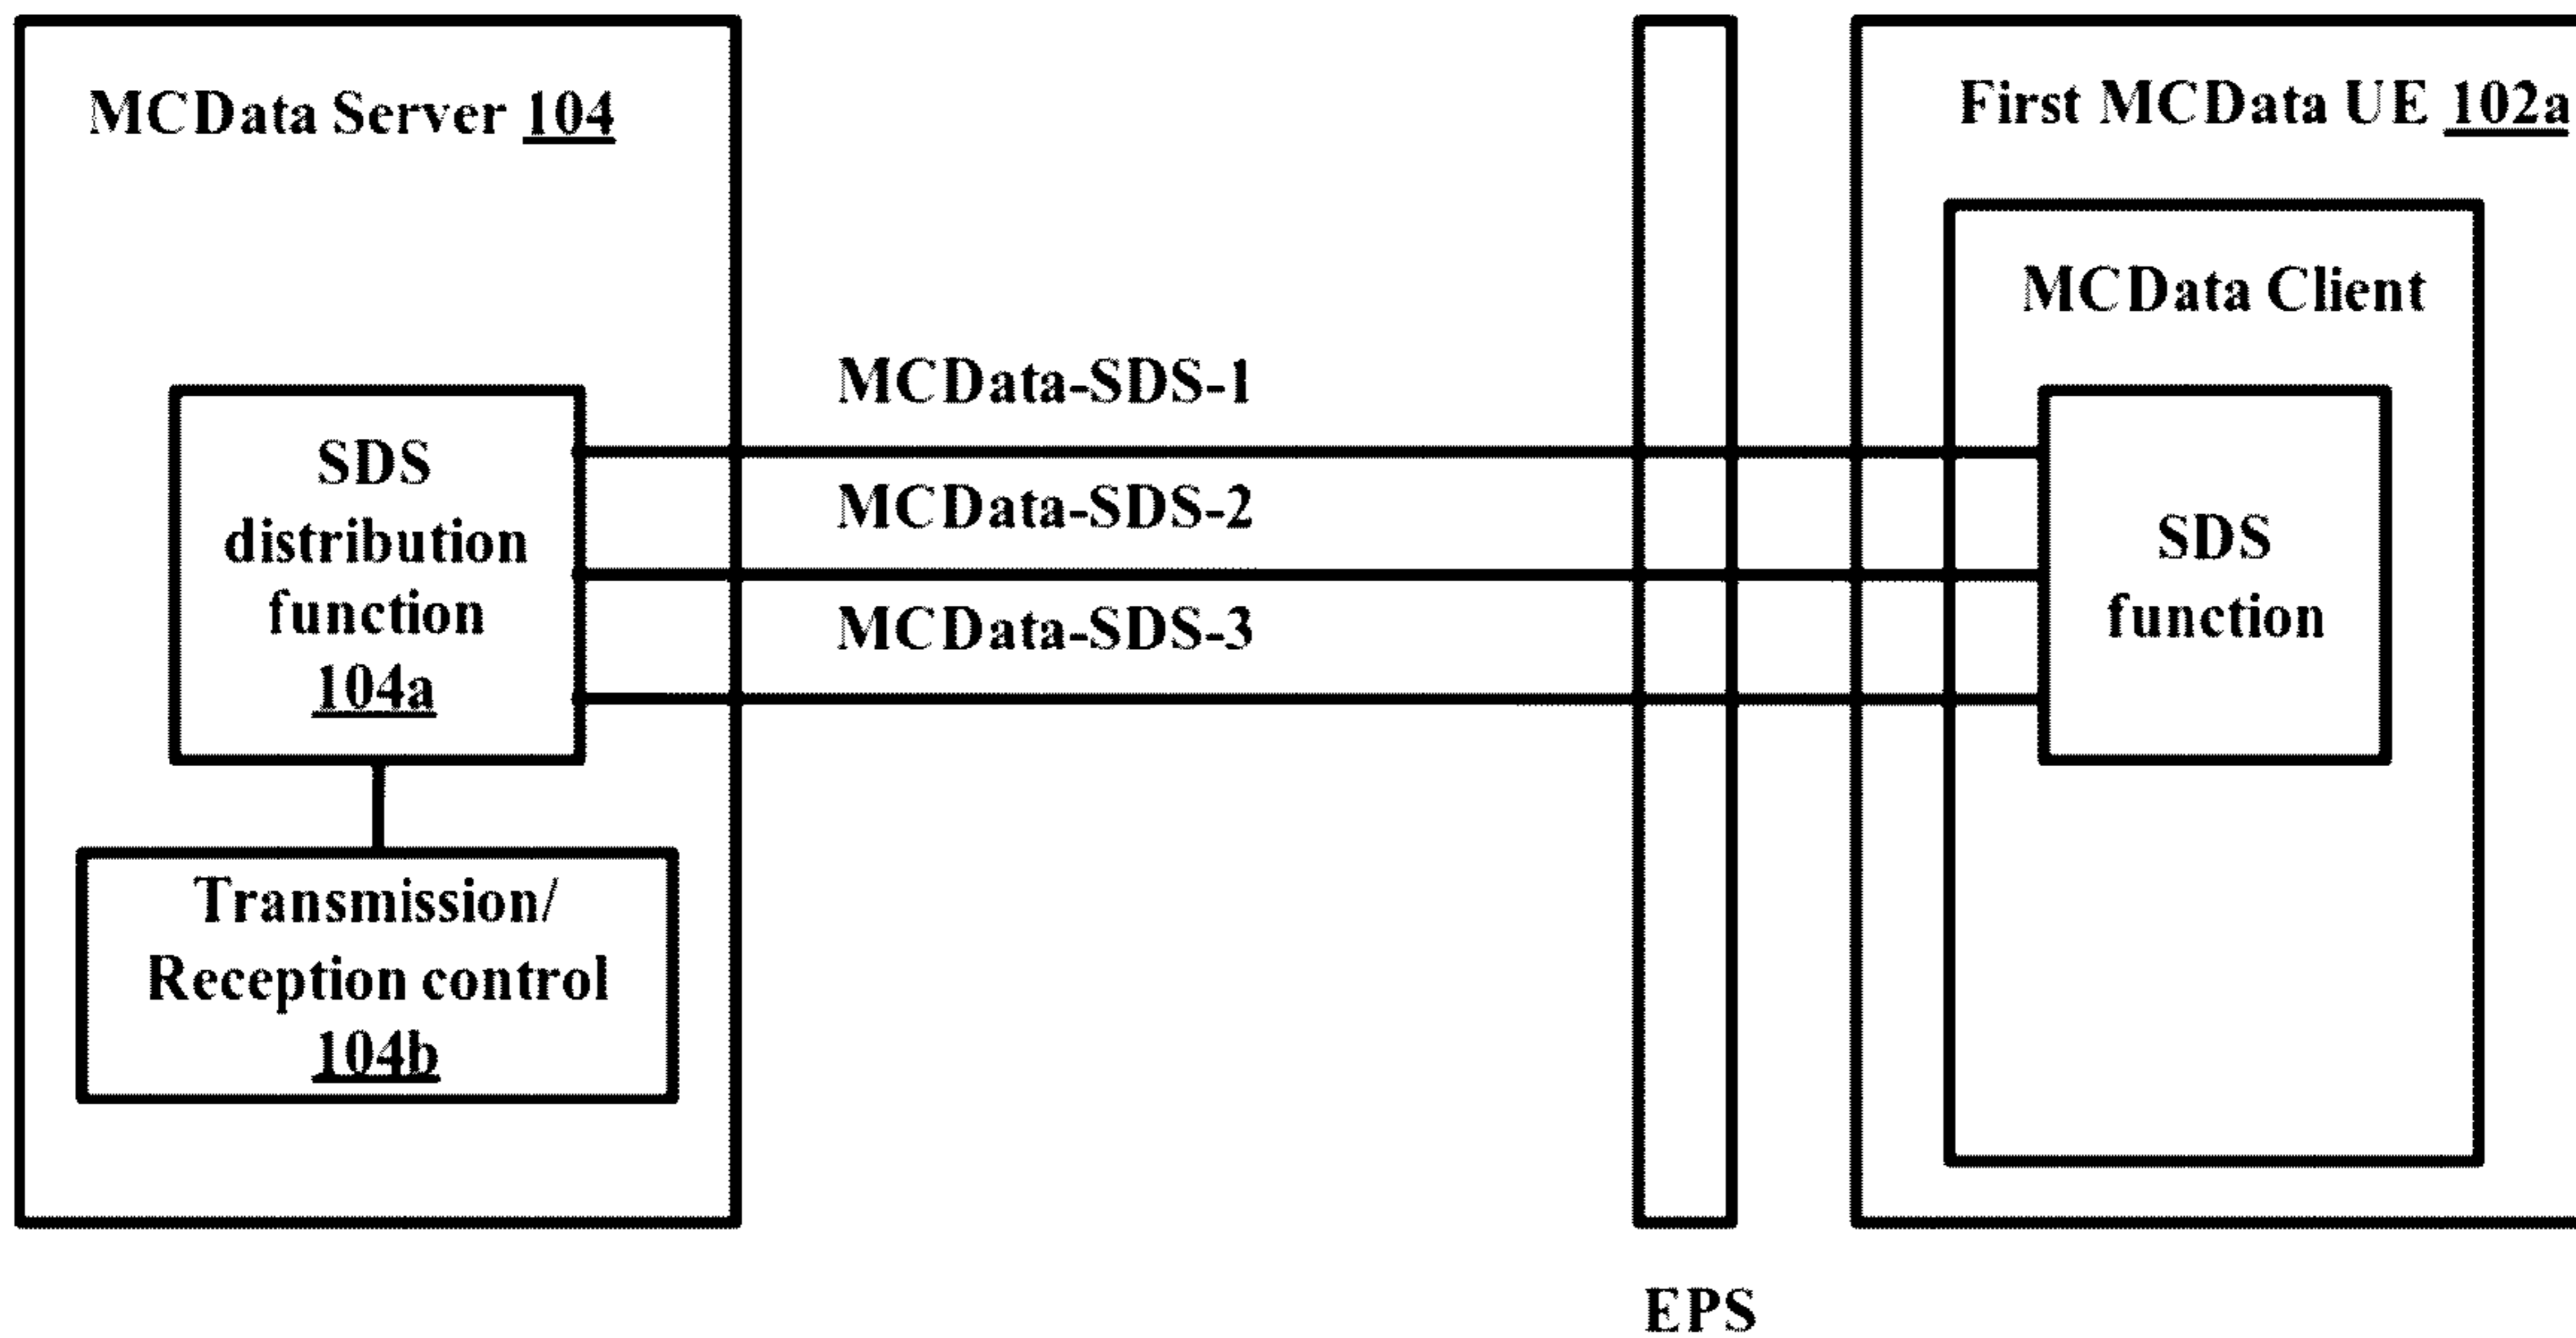 MCData Server 104
SDS
distribution
function
104a
Transmission/
Reception control
104b
MCData-SDS-1
MCData-SDS-2
MCData-SDS-3
EPS
First MCData UE 102a
MCData Client
SDS
function